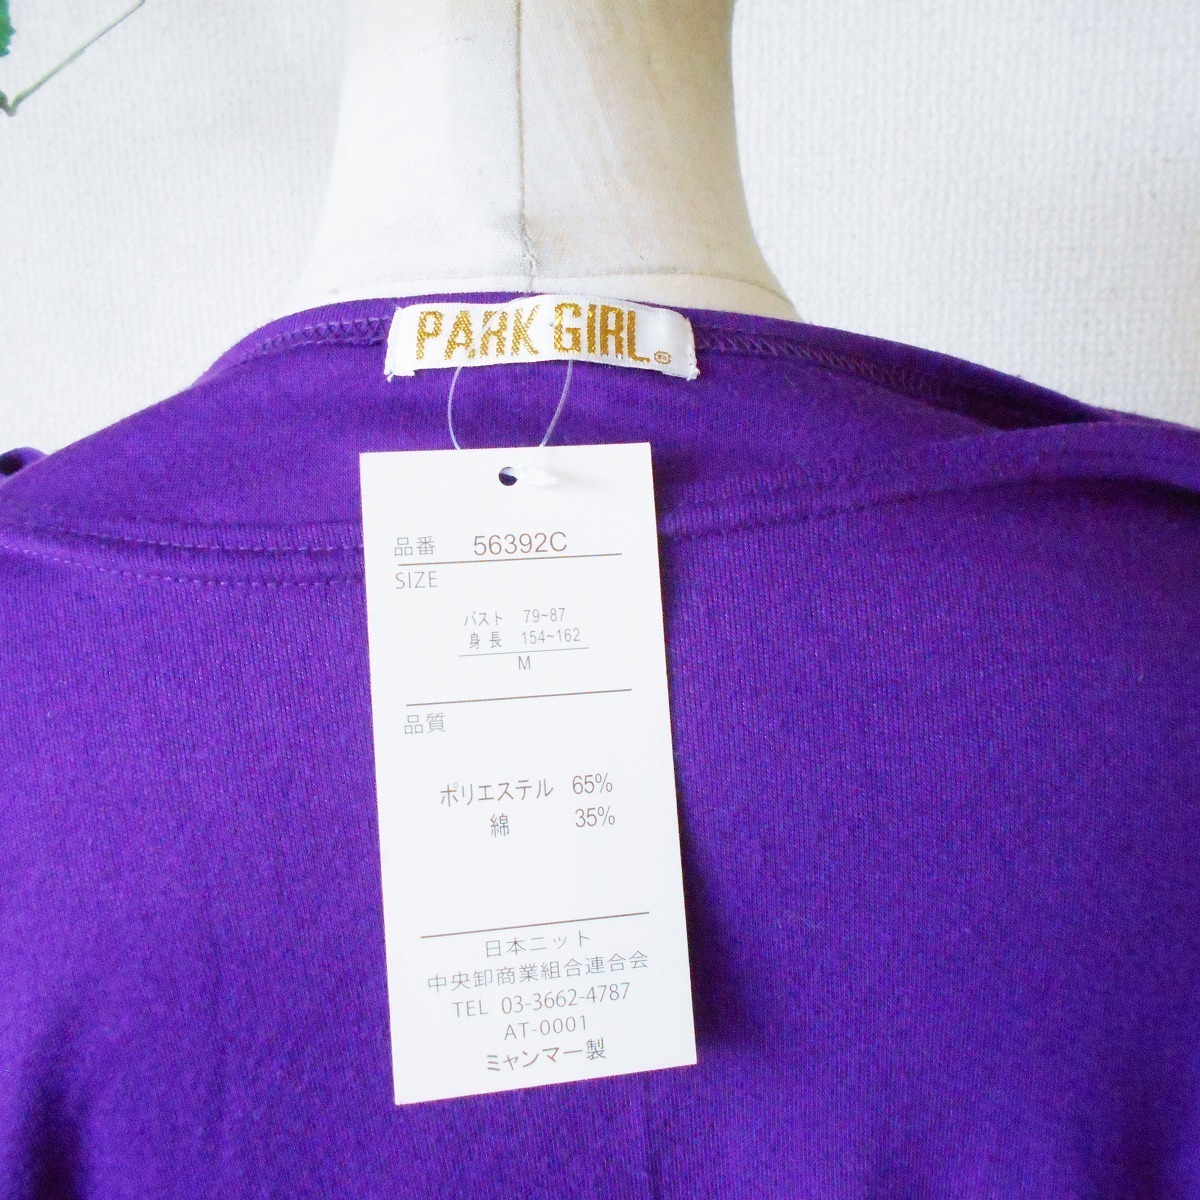 PARK GIRL®
品番 56392C
SIZE
バスト 79~87
身長 154~162
M
品質
ポリエステル 65%
綿 35%
日本ニット
中央卸商業組合連合会
TEL 03-3662-4787
AT-0001
ミャンマー製